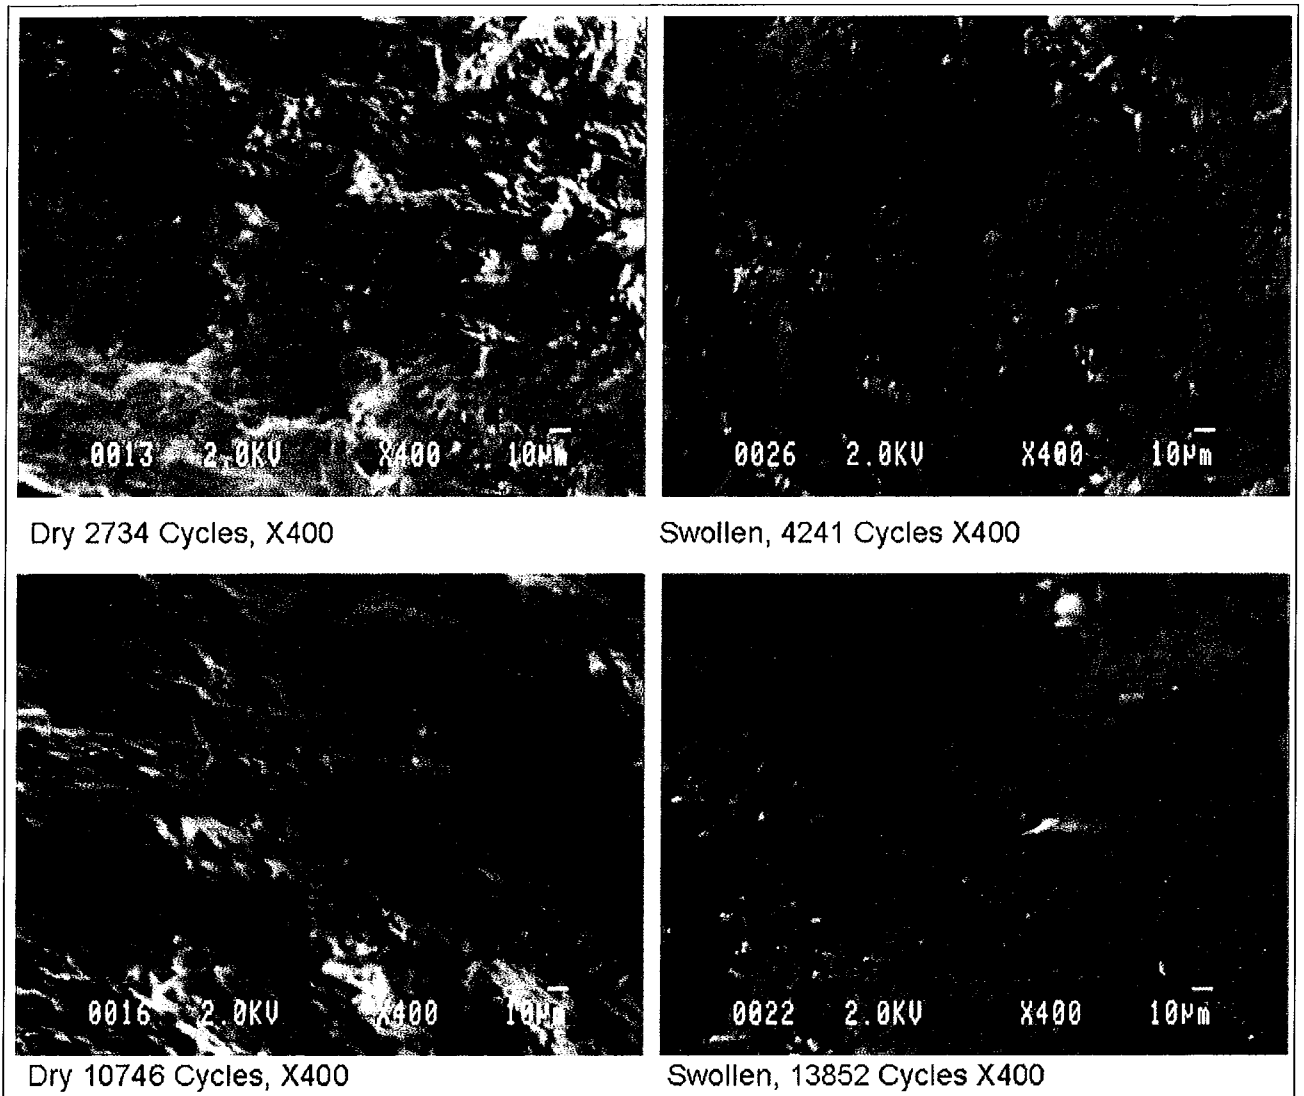 0013 2.0KV X400 10µm
0026 2.0KV X400 10µm
Dry 2734 Cycles, X400
Swollen, 4241 Cycles X400
0016 2.0KV X400 10µm
0022 2.0KV X400 10µm
Dry 10746 Cycles, X400
Swollen, 13852 Cycles X400